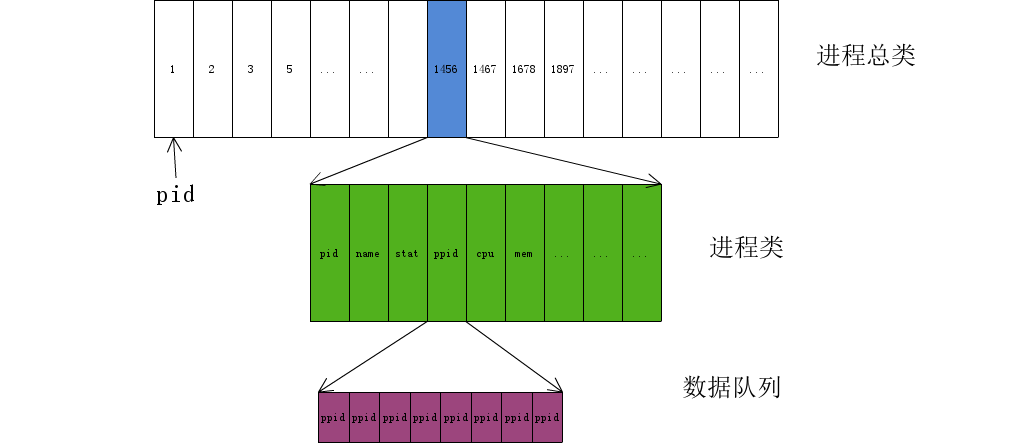 1 2 3 5 ... ... 1456 1467 1678 1897 ... ... ... ... ...
进程总类
pid
pid name stat ppid cpu mem ... ... ...
进程类
数据队列
ppid ppid ppid ppid ppid ppid ppid ppid